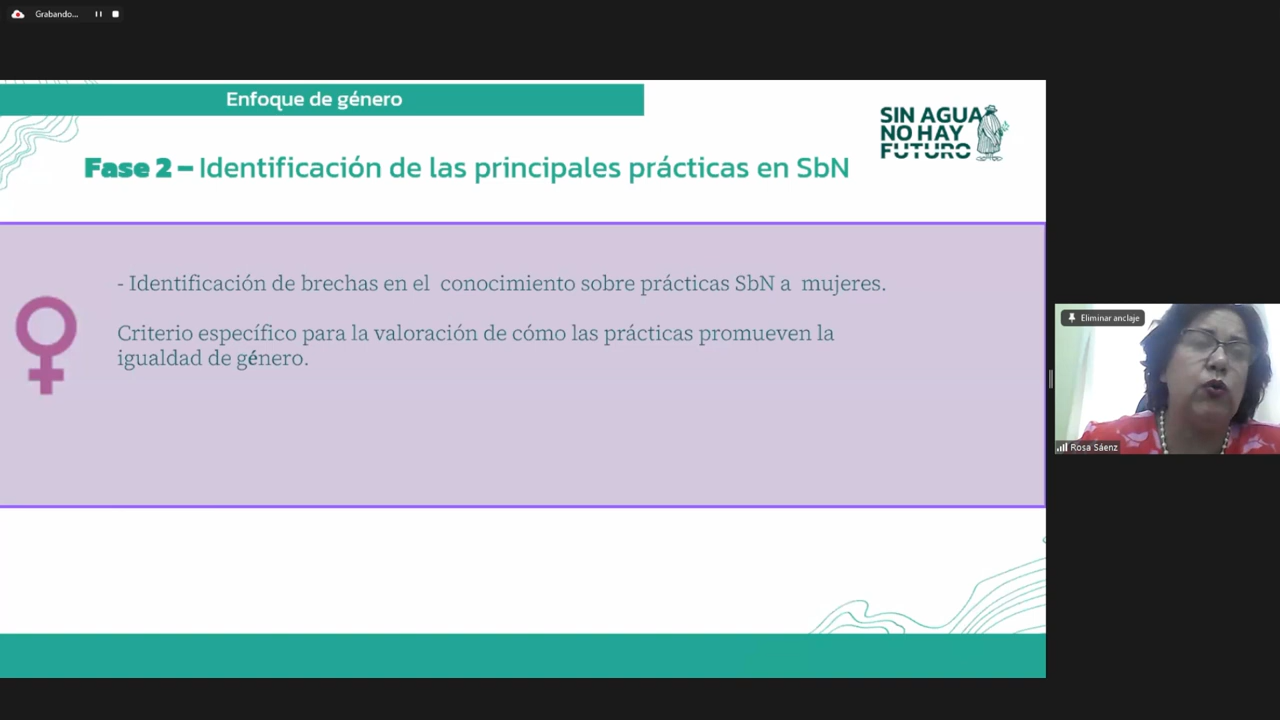 Grabando...
Enfoque de género
SIN AGUA
NO HAY
FUTURO
Fase 2 – Identificación de las principales prácticas en SbN
- Identificación de brechas en el conocimiento sobre prácticas SbN a mujeres.
Criterio específico para la valoración de cómo las prácticas promueven la
igualdad de género.
Eliminar anclaje
Rosa Sáenz